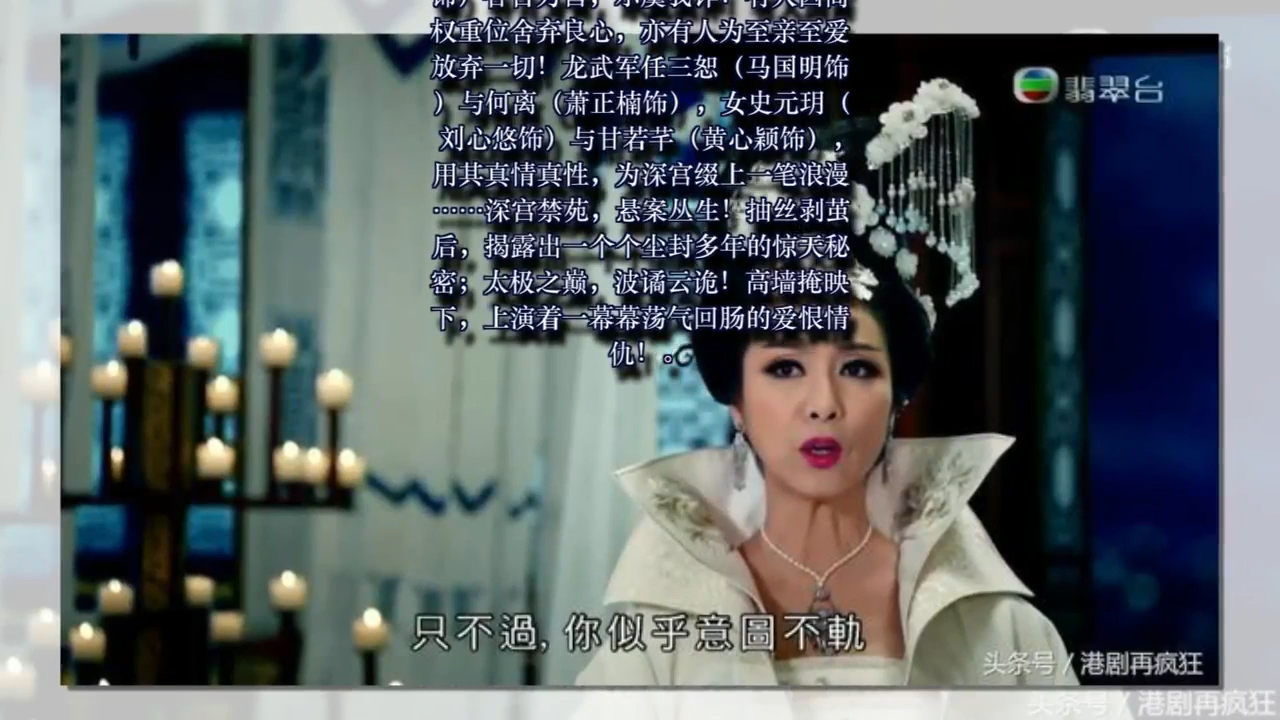 权重位舍弃良心，亦有人为至亲至爱
放弃一切！龙武军任三恕（马国明饰
）与何离（萧正楠饰），女史元玥（
刘心悠饰）与甘若芊（黄心颖饰），
用其真情真性，为深宫缀上一笔浪漫
……深宫禁苑，悬案丛生！抽丝剥茧
后，揭露出一个个尘封多年的惊天秘
密；太极之巅，波谲云诡！高墙掩映
下，上演着一幕幕荡气回肠的爱恨情
仇！。
翡翠台
只不過,你似乎意圖不軌
头条号 / 港剧再疯狂
头条号 / 港剧再疯狂